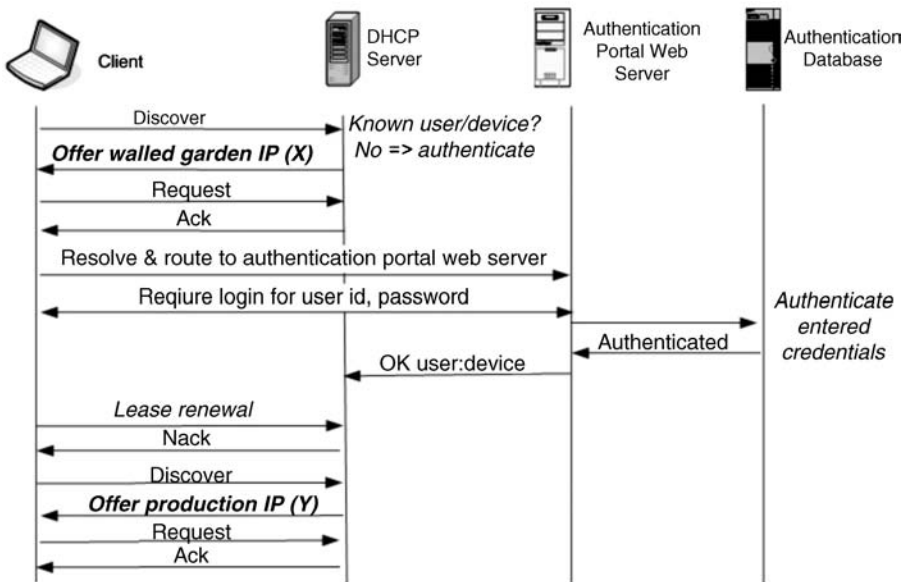 Client
DHCP
Server
Authentication
Portal Web
Server
Authentication
Database
Discover
Known user/device?
No => authenticate
Offer walled garden IP (X)
Request
Ack
Resolve & route to authentication portal web server
Reqiure login for user id, password
Authenticate
entered
credentials
Authenticated
OK user:device
Lease renewal
Nack
Discover
Offer production IP (Y)
Request
Ack